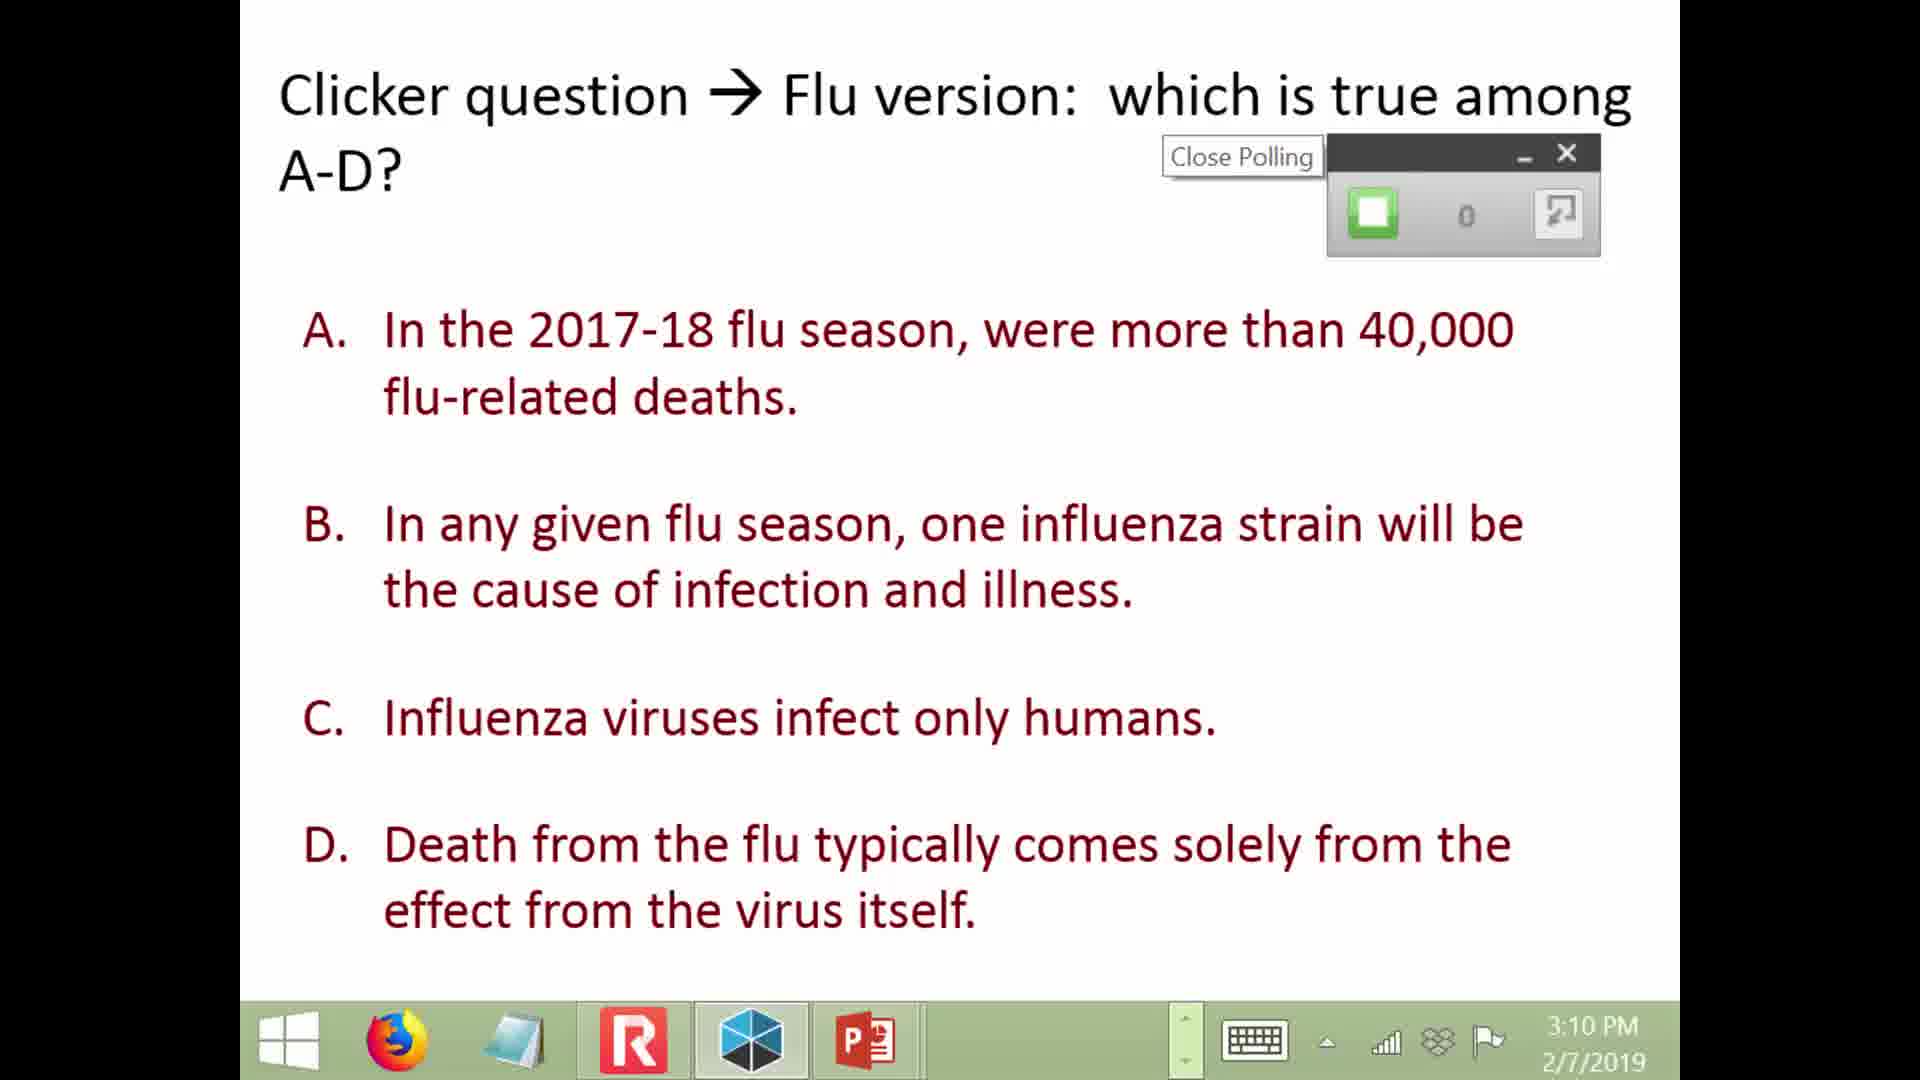 Clicker question → Flu version: which is true among
A-D?
Close Polling
0
A. In the 2017-18 flu season, were more than 40,000
flu-related deaths.
B. In any given flu season, one influenza strain will be
the cause of infection and illness.
C. Influenza viruses infect only humans.
D. Death from the flu typically comes solely from the
effect from the virus itself.
R
P
3:10 PM
2/7/2019